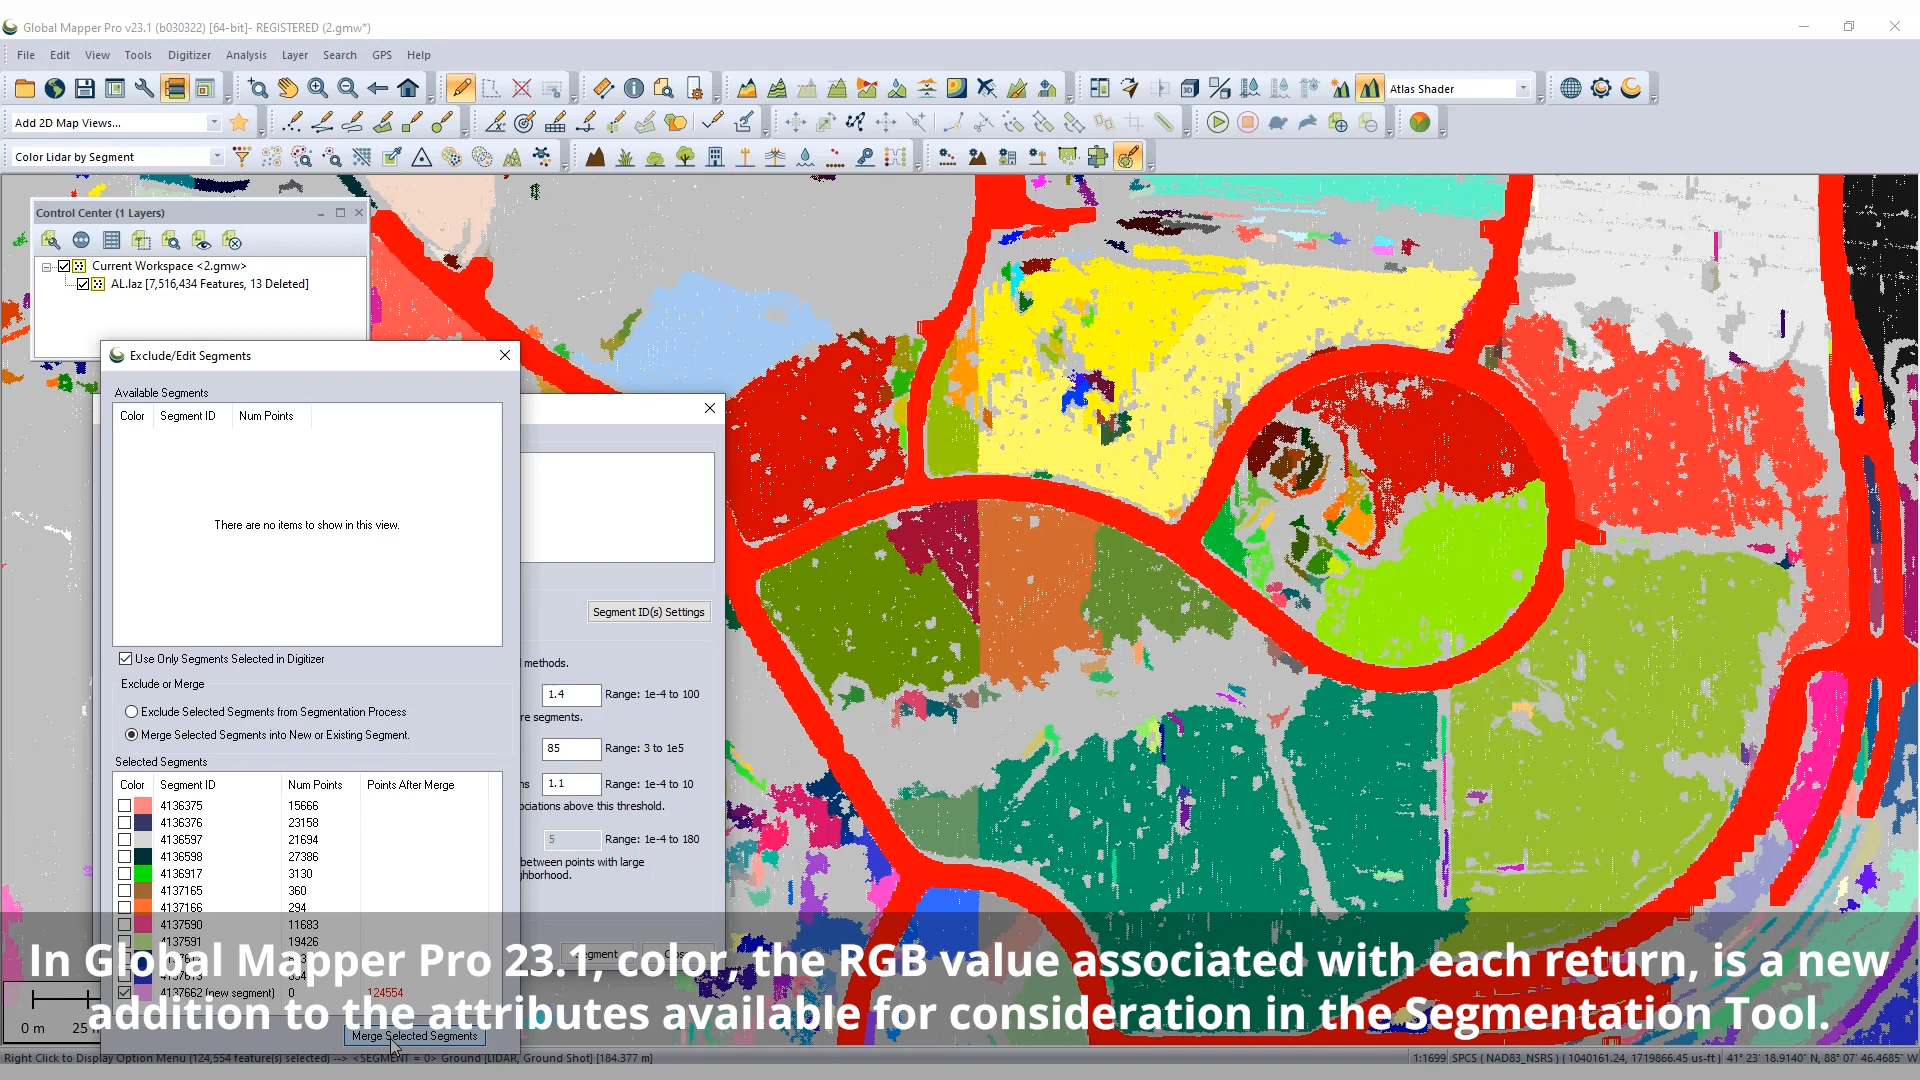 Global Mapper Pro v23.1 (b030322) [64-bit]- REGISTERED (2.gmw*)
File Edit View Tools Digitizer Analysis Layer Search GPS Help
Atlas Shader
Add 2D Map Views...
Color Lidar by Segment
Control Center (1 Layers)
Current Workspace <2.gmw>
AL.laz [7,516,434 Features, 13 Deleted]
Exclude/Edit Segments
Available Segments
Color Segment ID Num Points
There are no items to show in this view.
Use Only Segments Selected in Digitizer
Exclude or Merge
Exclude Selected Segments from Segmentation Process
Merge Selected Segments into New or Existing Segment.
Selected Segments
Color Segment ID Num Points Points After Merge
4136375 15666
4136376 23158
4136597 21694
4136598 27386
4136917 3130
4137165 360
4137166 294
4137590 11683
4137591 19426
4137662 (new segment) 0 124554
Merge Selected Segments
Segment ID(s) Settings
methods.
1.4 Range: 1e-4 to 100
re segments.
85 Range: 3 to 1e5
ns 1.1 Range: 1e-4 to 10
ociations above this threshold.
5 Range: 1e-4 to 180
between points with large
ghborhood.
In Global Mapper Pro 23.1, color, the RGB value associated with each return, is a new
addition to the attributes available for consideration in the Segmentation Tool.
0 m 25
Right Click to Display Option Menu (124,554 feature(s) selected) --> <SEGMENT = 0> Ground [LIDAR, Ground Shot] [184.377 m]
1:1699 SPCS ( NAD83_NSRS ) ( 1040161.24, 1719866.45 us-ft ) 41° 23' 18.9140" N, 88° 07' 46.4685" W